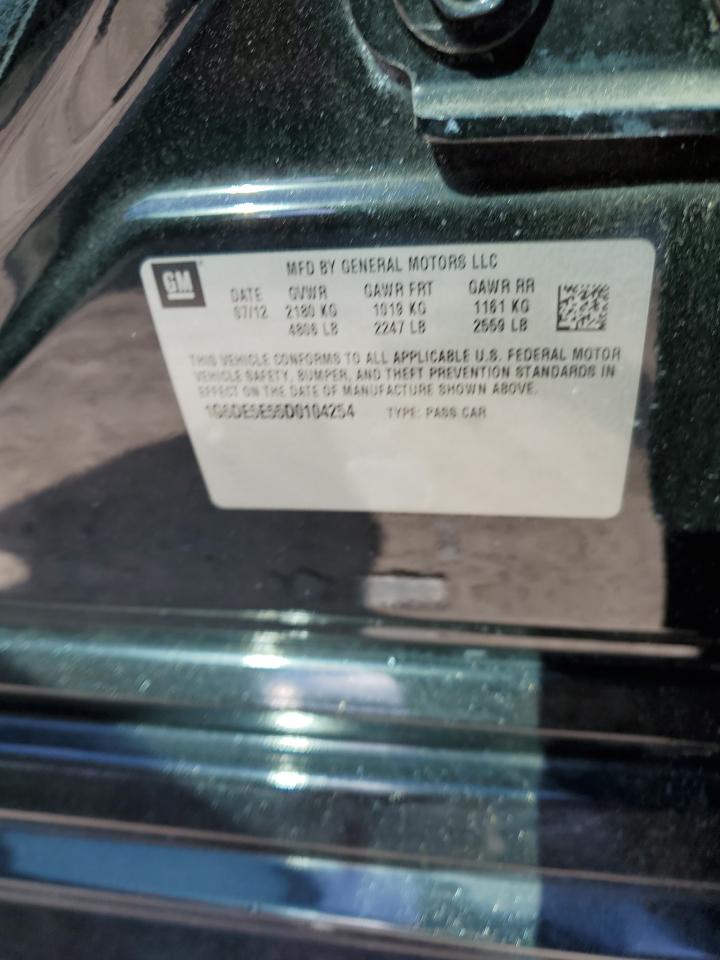 GM
MFD BY GENERAL MOTORS LLC
DATE GVWR GAWR FRT GAWR RR
07/12 2180 KG 1019 KG 1161 KG
4806 LB 2247 LB 2559 LB
THIS VEHICLE CONFORMS TO ALL APPLICABLE U.S. FEDERAL MOTOR
VEHICLE SAFETY, BUMPER, AND THEFT PREVENTION STANDARDS IN
EFFECT ON THE DATE OF MANUFACTURE SHOWN ABOVE.
1G6DE5E55D0104254 TYPE: PASS CAR